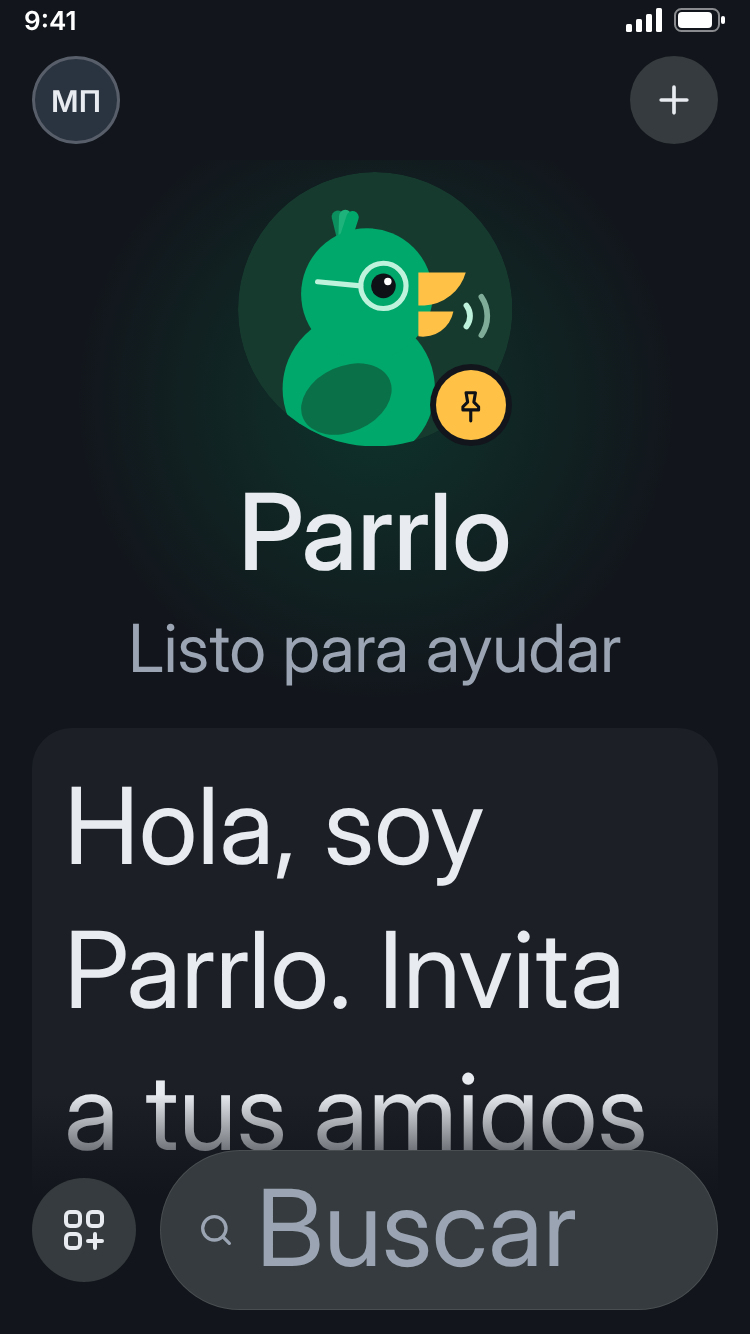 9:41
МП
Parrlo
Listo para ayudar
Hola, soy
Parrlo. Invita
a tus amigos
Buscar